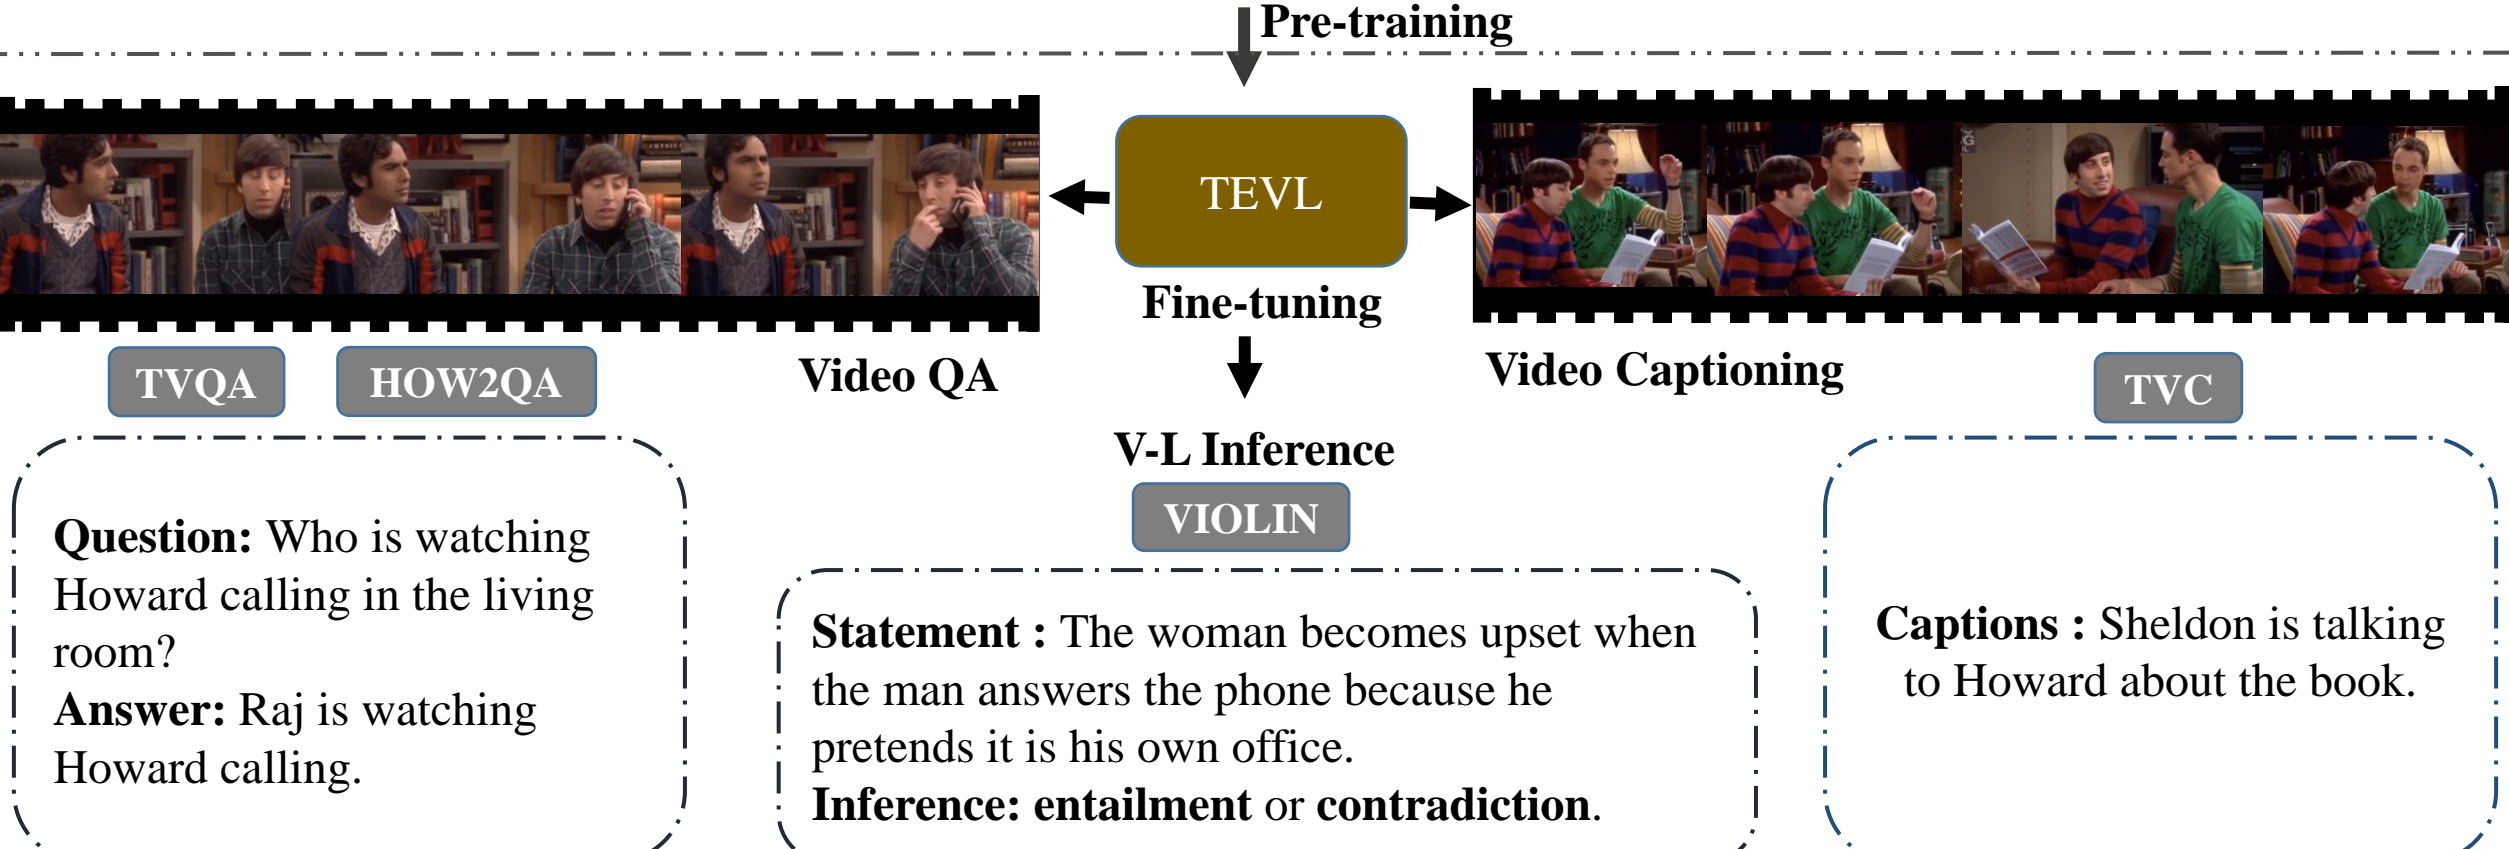 Pre-training
TEVL
Fine-tuning
TVQA
HOW2QA
Video QA
Question: Who is watching
Howard calling in the living
room?
Answer: Raj is watching
Howard calling.
V-L Inference
VIOLIN
Statement : The woman becomes upset when
the man answers the phone because he
pretends it is his own office.
Inference: entailment or contradiction.
Video Captioning
TVC
Captions : Sheldon is talking
to Howard about the book.